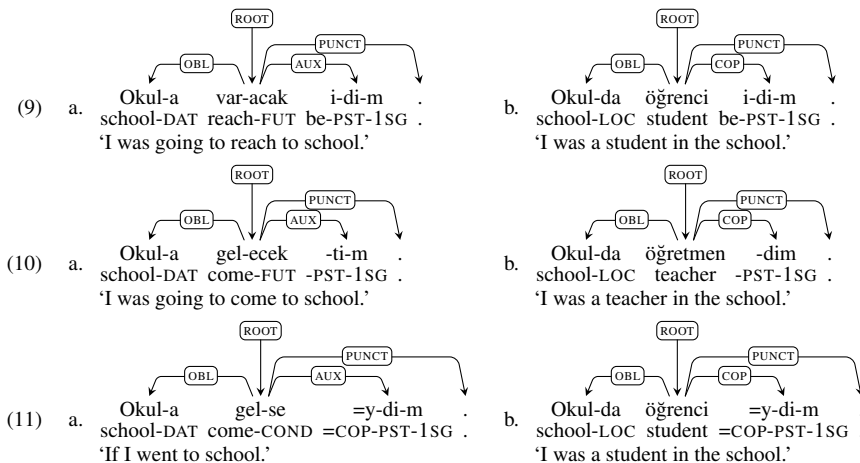 ROOT ROOT
PUNCT PUNCT
OBL AUX OBL COP
(9) a. Okul-a var-acak i-di-m . b. Okul-da öğrenci i-di-m .
school-DAT reach-FUT be-PST-1SG . school-LOC student be-PST-1SG .
‘I was going to reach to school.’ ‘I was a student in the school.’
ROOT ROOT
PUNCT PUNCT
OBL AUX OBL COP
(10) a. Okul-a gel-ecek -ti-m . b. Okul-da öğretmen -dim .
school-DAT come-FUT -PST-1SG . school-LOC teacher -PST-1SG .
‘I was going to come to school.’ ‘I was a teacher in the school.’
ROOT ROOT
PUNCT PUNCT
OBL AUX OBL COP
(11) a. Okul-a gel-se =y-di-m . b. Okul-da öğrenci =y-di-m .
school-DAT come-COND =COP-PST-1SG . school-LOC student =COP-PST-1SG .
‘If I went to school.’ ‘I was a student in the school.’